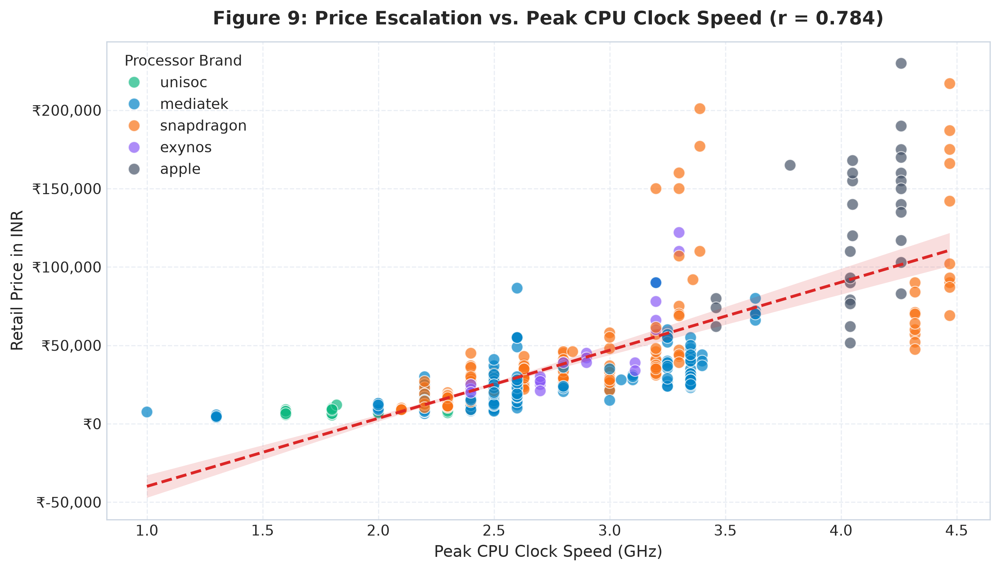 Figure 9: Price Escalation vs. Peak CPU Clock Speed (r = 0.784)
Processor Brand
unisoc
mediatek
snapdragon
exynos
apple
Retail Price in INR
₹200,000
₹150,000
₹100,000
₹50,000
₹0
₹-50,000
1.0 1.5 2.0 2.5 3.0 3.5 4.0 4.5
Peak CPU Clock Speed (GHz)